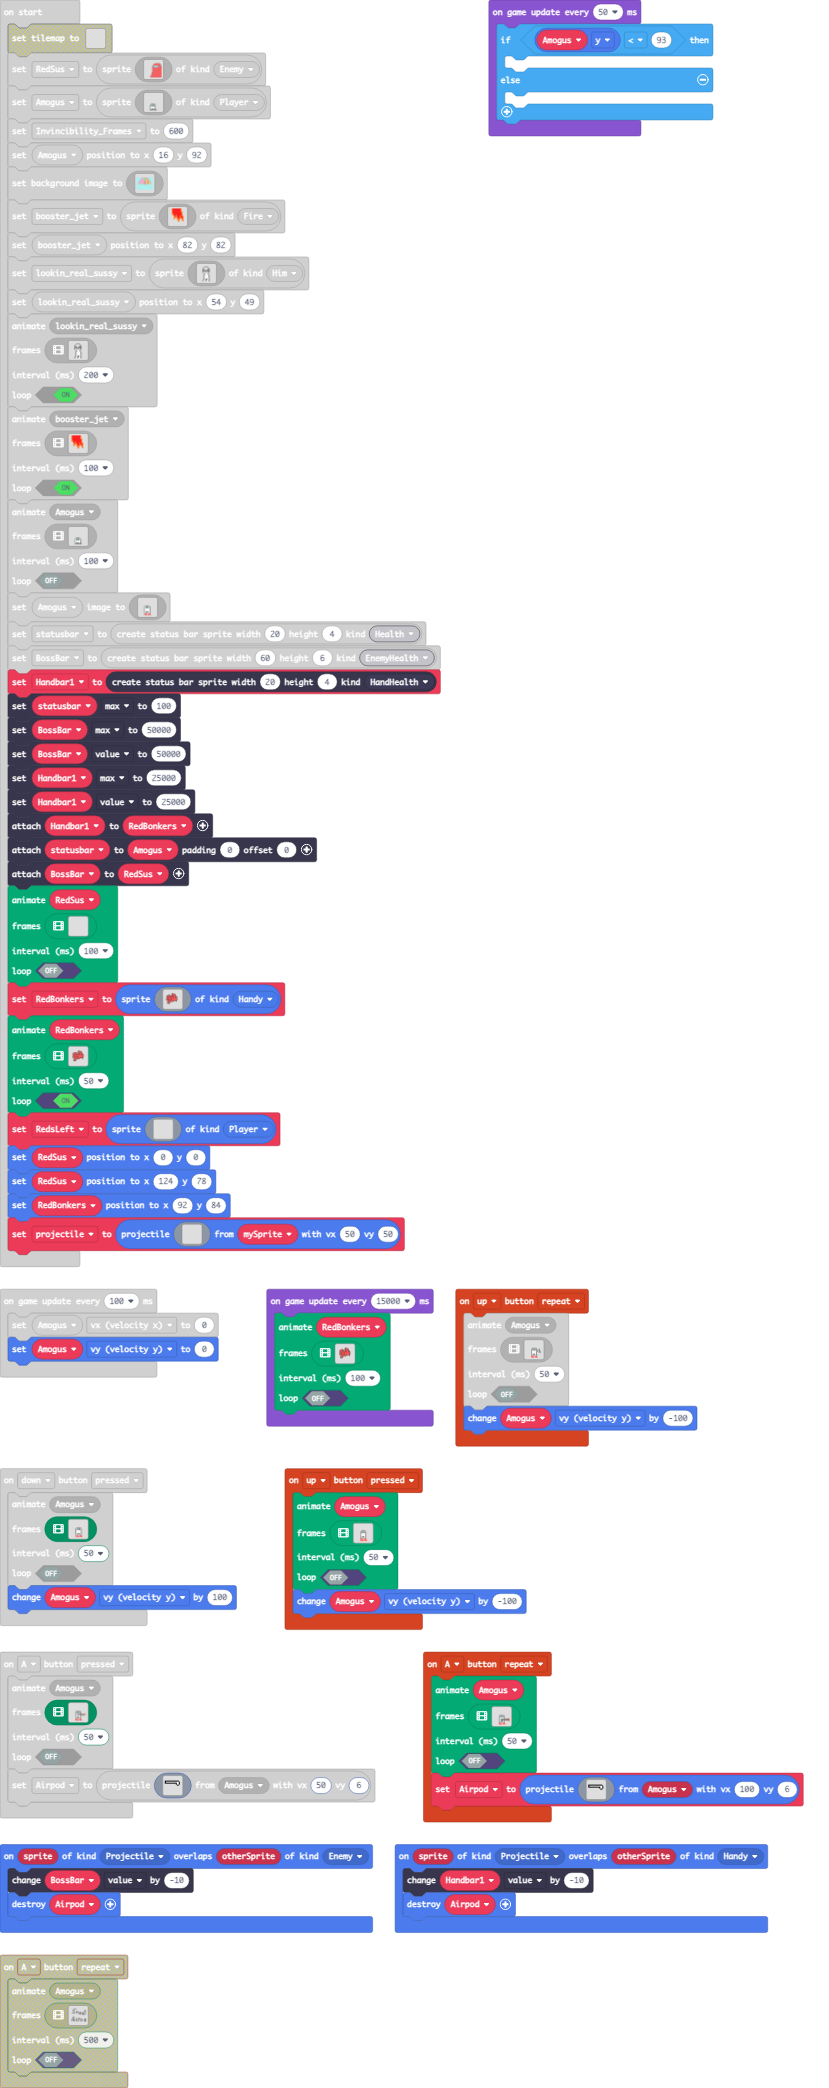 on start
set tilemap to
set RedSus to sprite of kind Enemy
set Amogus to sprite of kind Player
set Invincibility_Frames to 600
set Amogus position to x 16 y 92
set background image to
set booster_jet to sprite of kind Fire
set booster_jet position to x 82 y 82
set lookin_real_sussy to sprite of kind Him
set lookin_real_sussy position to x 54 y 49
animate lookin_real_sussy
frames
interval (ms) 200
loop ON
animate booster_jet
frames
interval (ms) 100
loop ON
animate Amogus
frames
interval (ms) 100
loop OFF
set Amogus image to
set statusbar to create status bar sprite width 20 height 4 kind Health
set BossBar to create status bar sprite width 60 height 6 kind EnemyHealth
set Handbar1 to create status bar sprite width 20 height 4 kind HandHealth
set statusbar max to 100
set BossBar max to 50000
set BossBar value to 50000
set Handbar1 max to 25000
set Handbar1 value to 25000
attach Handbar1 to RedBonkers
attach statusbar to Amogus padding 0 offset 0
attach BossBar to RedSus
animate RedSus
frames
interval (ms) 100
loop OFF
set RedBonkers to sprite of kind Handy
animate RedBonkers
frames
interval (ms) 50
loop ON
set RedsLeft to sprite of kind Player
set RedSus position to x 0 y 0
set RedSus position to x 124 y 78
set RedBonkers position to x 92 y 84
set projectile to projectile from mySprite with vx 50 vy 50
on game update every 50 ms
if Amogus y < 93 then
else
on game update every 100 ms
set Amogus vx (velocity x) to 0
set Amogus vy (velocity y) to 0
on game update every 15000 ms
animate RedBonkers
frames
interval (ms) 100
loop OFF
on up button repeat
animate Amogus
frames
interval (ms) 50
loop OFF
change Amogus vy (velocity y) by -100
on down button pressed
animate Amogus
frames
interval (ms) 50
loop OFF
change Amogus vy (velocity y) by 100
on up button pressed
animate Amogus
frames
interval (ms) 50
loop OFF
change Amogus vy (velocity y) by -100
on A button pressed
animate Amogus
frames
interval (ms) 50
loop OFF
set Airpod to projectile from Amogus with vx 50 vy 6
on A button repeat
animate Amogus
frames
interval (ms) 50
loop OFF
set Airpod to projectile from Amogus with vx 100 vy 6
on sprite of kind Projectile overlaps otherSprite of kind Enemy
change BossBar value by -10
destroy Airpod
on sprite of kind Projectile overlaps otherSprite of kind Handy
change Handbar1 value by -10
destroy Airpod
on A button repeat
animate Amogus
frames
interval (ms) 500
loop OFF